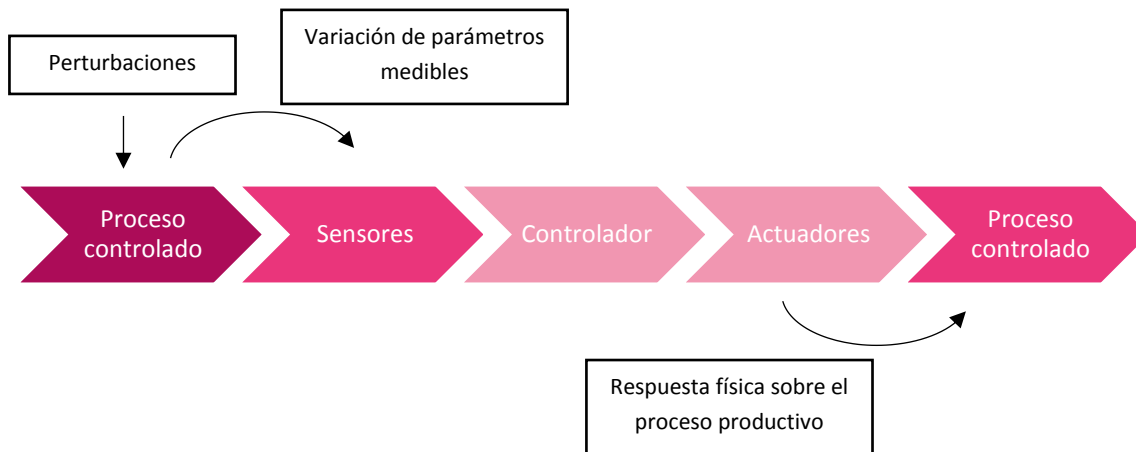 Perturbaciones
Variación de parámetros
medibles
Proceso
controlado
Sensores
Controlador
Actuadores
Proceso
controlado
Respuesta física sobre el
proceso productivo